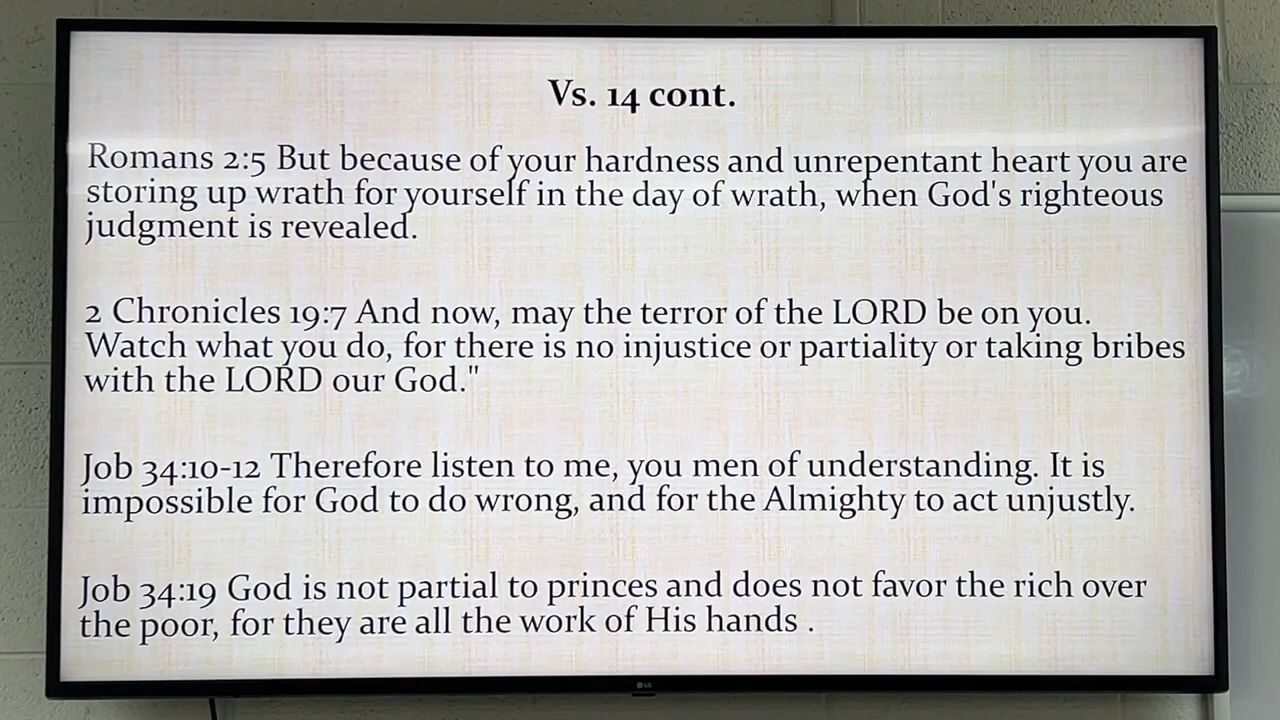 Vs. 14 cont.
Romans 2:5 But because of your hardness and unrepentant heart you are
storing up wrath for yourself in the day of wrath, when God's righteous
judgment is revealed.
2 Chronicles 19:7 And now, may the terror of the LORD be on you.
Watch what you do, for there is no injustice or partiality or taking bribes
with the LORD our God."
Job 34:10-12 Therefore listen to me, you men of understanding. It is
impossible for God to do wrong, and for the Almighty to act unjustly.
Job 34:19 God is not partial to princes and does not favor the rich over
the poor, for they are all the work of His hands .
LG